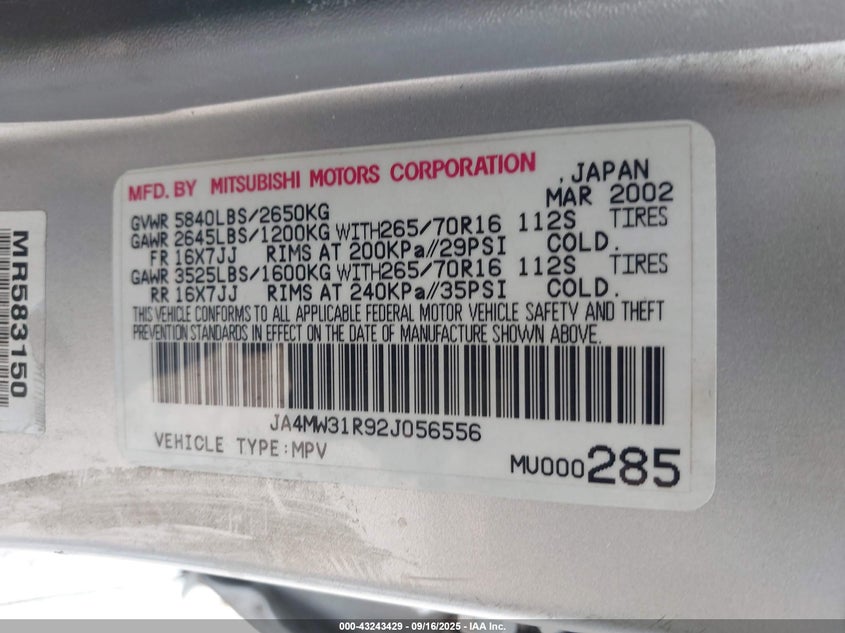 MFD. BY MITSUBISHI MOTORS CORPORATION , JAPAN
MAR 2002
GVWR 5840LBS/2650KG
GAWR 2645LBS/1200KG WITH265/70R16 112S TIRES
FR 16X7JJ RIMS AT 200KPa//29PSI COLD.
GAWR 3525LBS/1600KG WITH265/70R16 112S TIRES
RR 16X7JJ RIMS AT 240KPa//35PSI COLD.
THIS VEHICLE CONFORMS TO ALL APPLICABLE FEDERAL MOTOR VEHICLE SAFETY AND THEFT
PREVENTION STANDARDS IN EFFECT ON THE DATE OF MANUFACTURE SHOWN ABOVE.
JA4MW31R92J056556
VEHICLE TYPE:MPV
MU000285
MR583150
000-43243429 - 09/16/2025 - IAA Inc.